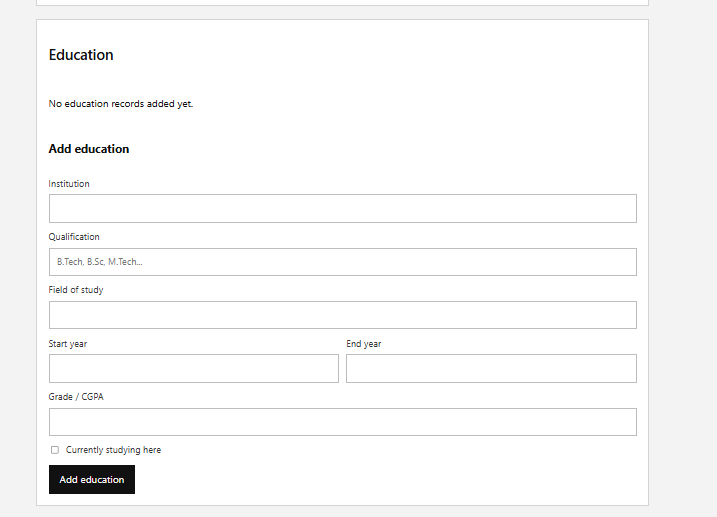 Education
No education records added yet.
Add education
Institution
Qualification
B.Tech, B.Sc, M.Tech...
Field of study
Start year End year
Grade / CGPA
Currently studying here
Add education